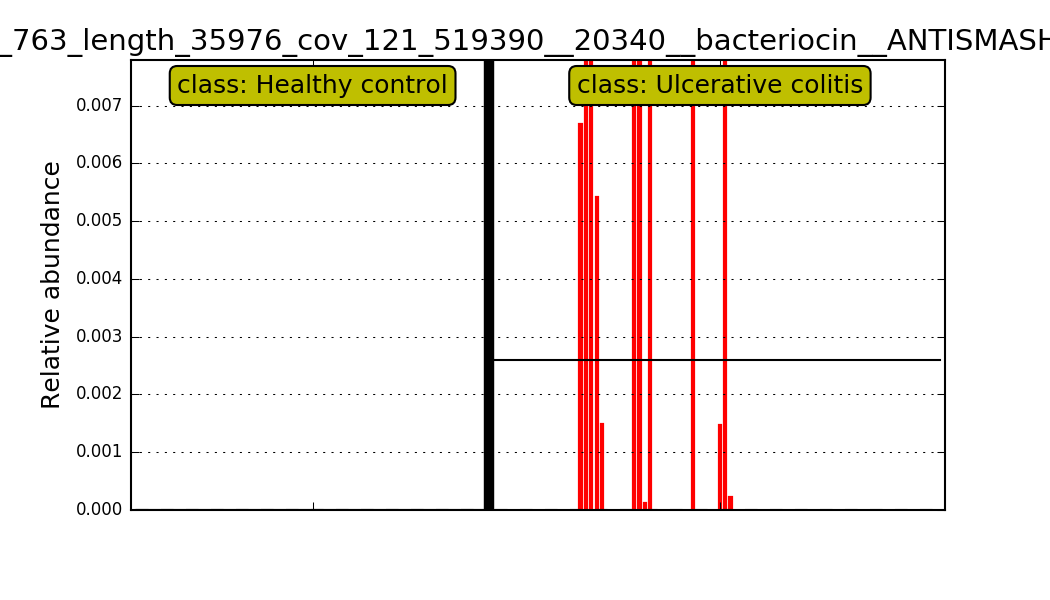 _763_length_35976_cov_121_519390__20340__bacteriocin__ANTISMASH
class: Healthy control
class: Ulcerative colitis
Relative abundance
0.007
0.006
0.005
0.004
0.003
0.002
0.001
0.000